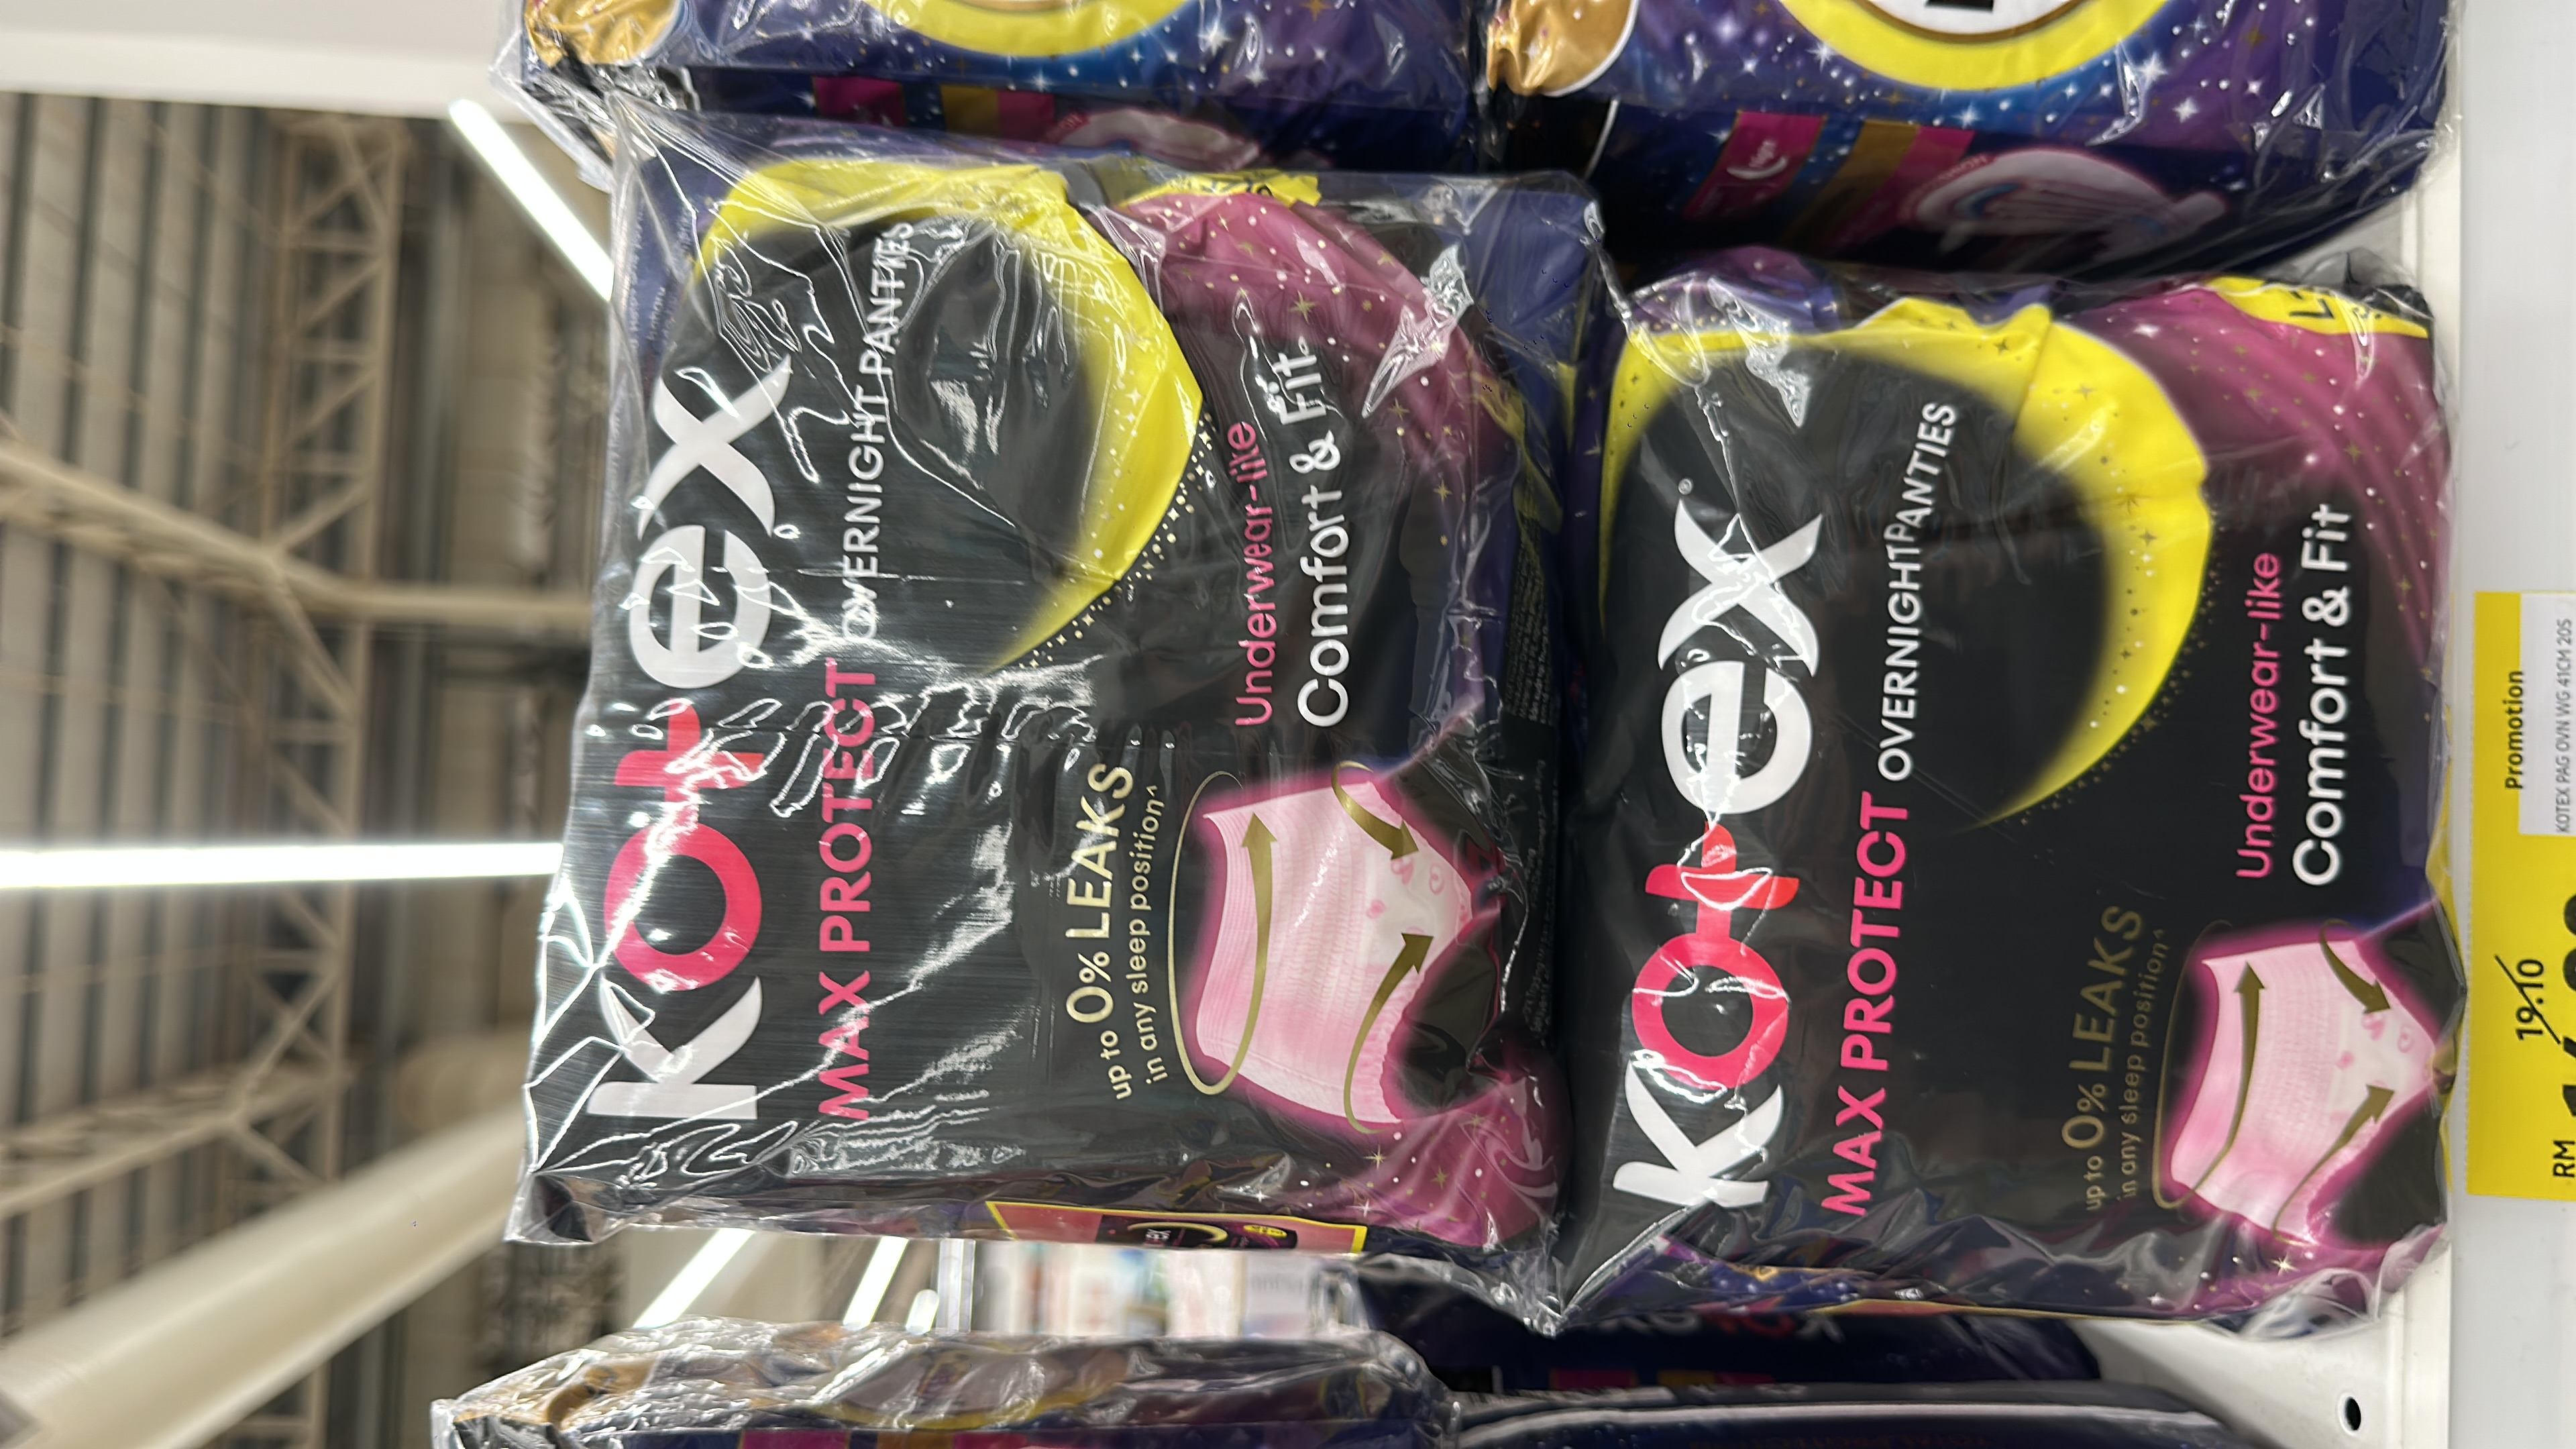 kotex
MAX PROTECT OVERNIGHT PANTIES
up to 0% LEAKS
in any sleep position^
Underwear-like
Comfort & Fit
kotex
MAX PROTECT OVERNIGHT PANTIES
up to 0% LEAKS
in any sleep position^
Underwear-like
Comfort & Fit
Promotion
KOTEX PAG OVN WG 41CM 20S
19.10
RM